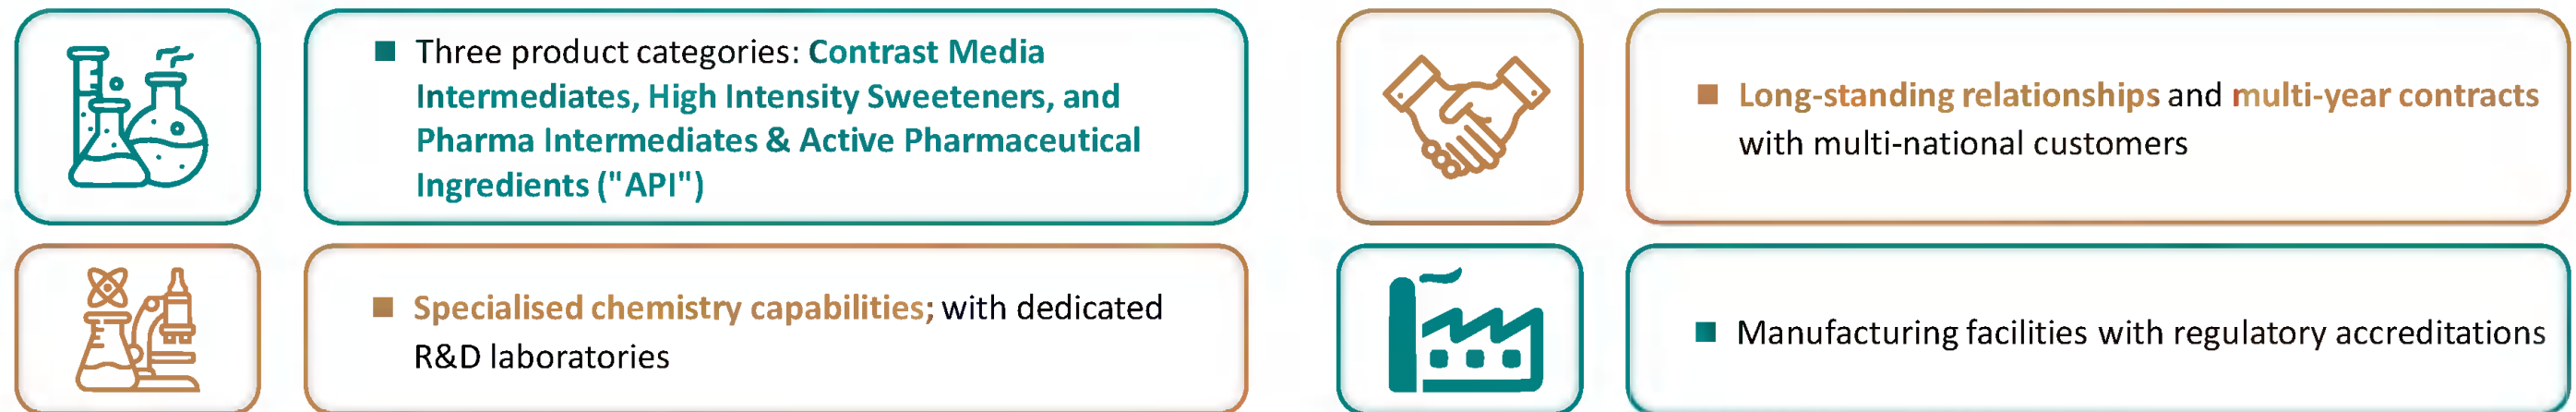 Three product categories: Contrast Media
Intermediates, High Intensity Sweeteners, and
Pharma Intermediates & Active Pharmaceutical
Ingredients ("API")
Long-standing relationships and multi-year contracts
with multi-national customers
Specialised chemistry capabilities; with dedicated
R&D laboratories
Manufacturing facilities with regulatory accreditations